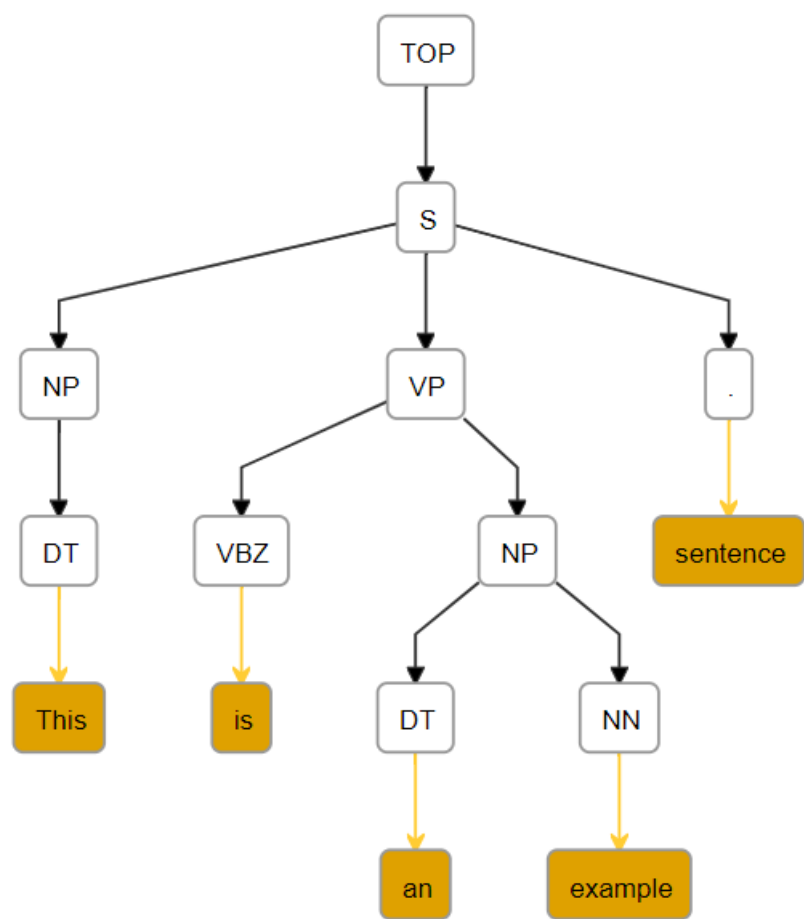 TOP
S
NP VP .
DT VBZ NP sentence
This is DT NN
an example